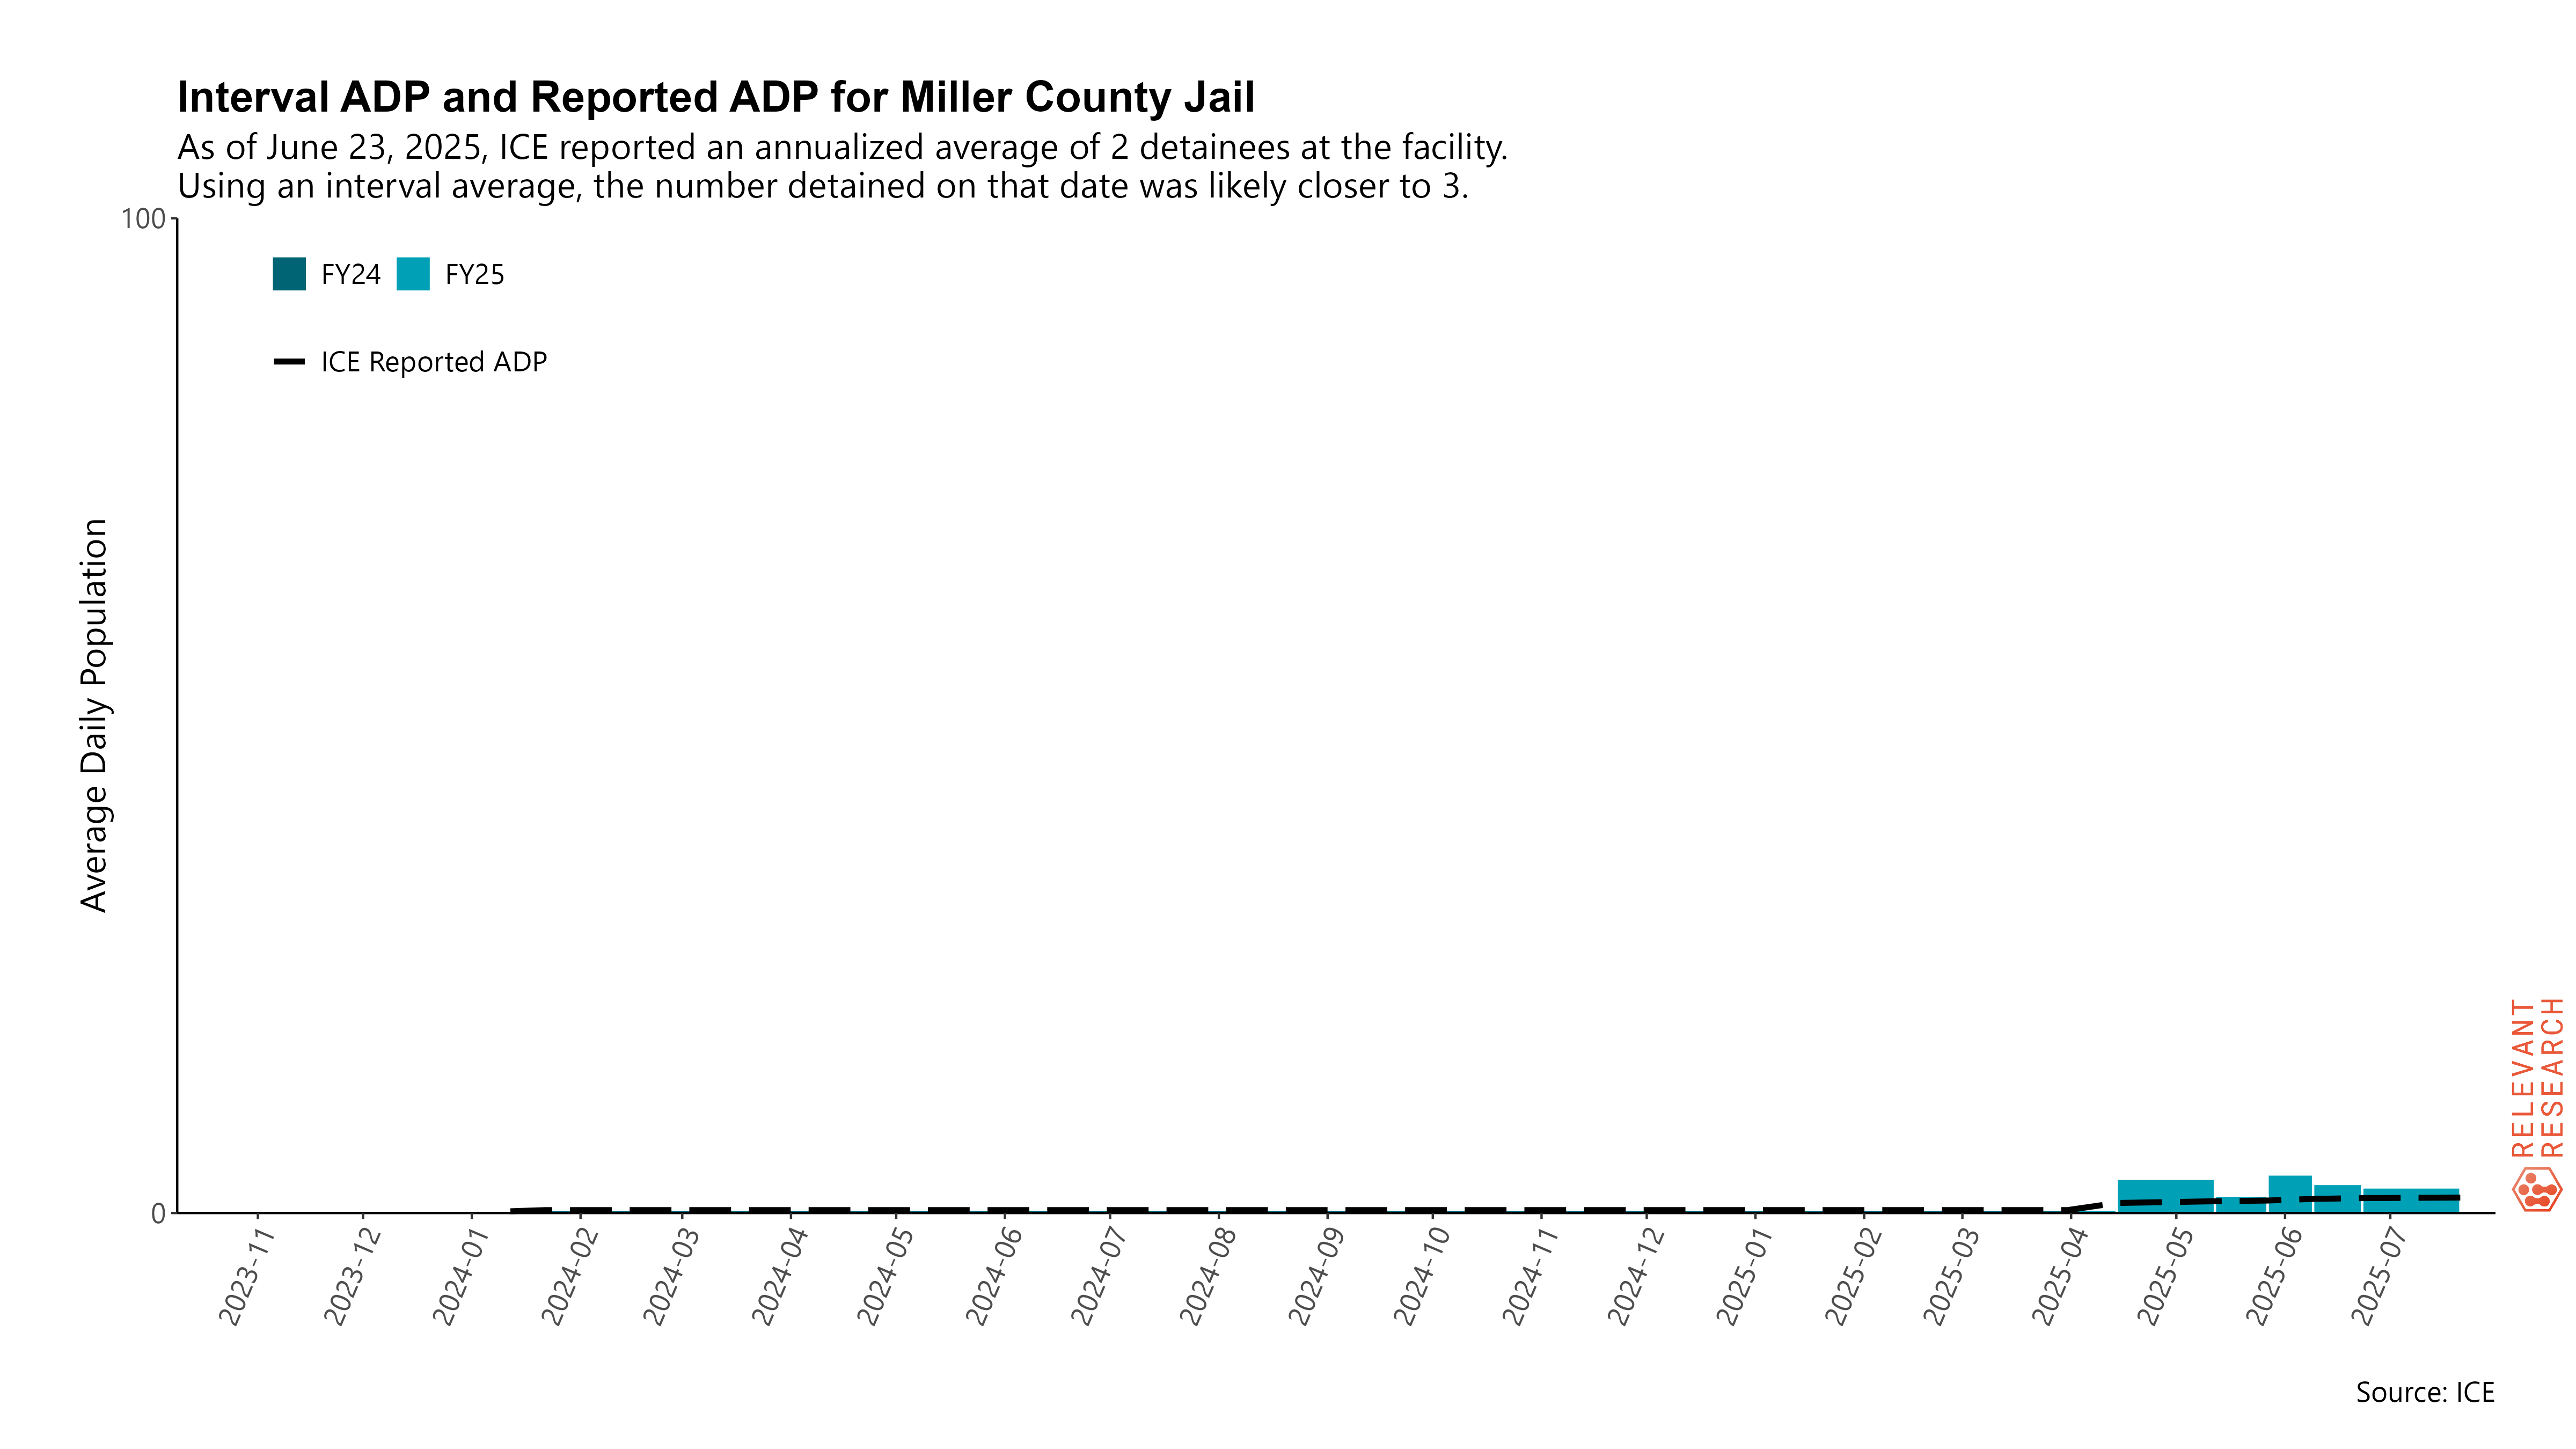 Interval ADP and Reported ADP for Miller County Jail
As of June 23, 2025, ICE reported an annualized average of 2 detainees at the facility.
Using an interval average, the number detained on that date was likely closer to 3.
100
FY24
FY25
ICE Reported ADP
Average Daily Population
0
2023-11
2023-12
2024-01
2024-02
2024-03
2024-04
2024-05
2024-06
2024-07
2024-08
2024-09
2024-10
2024-11
2024-12
2025-01
2025-02
2025-03
2025-04
2025-05
2025-06
2025-07
RELEVANT
RESEARCH
Source: ICE